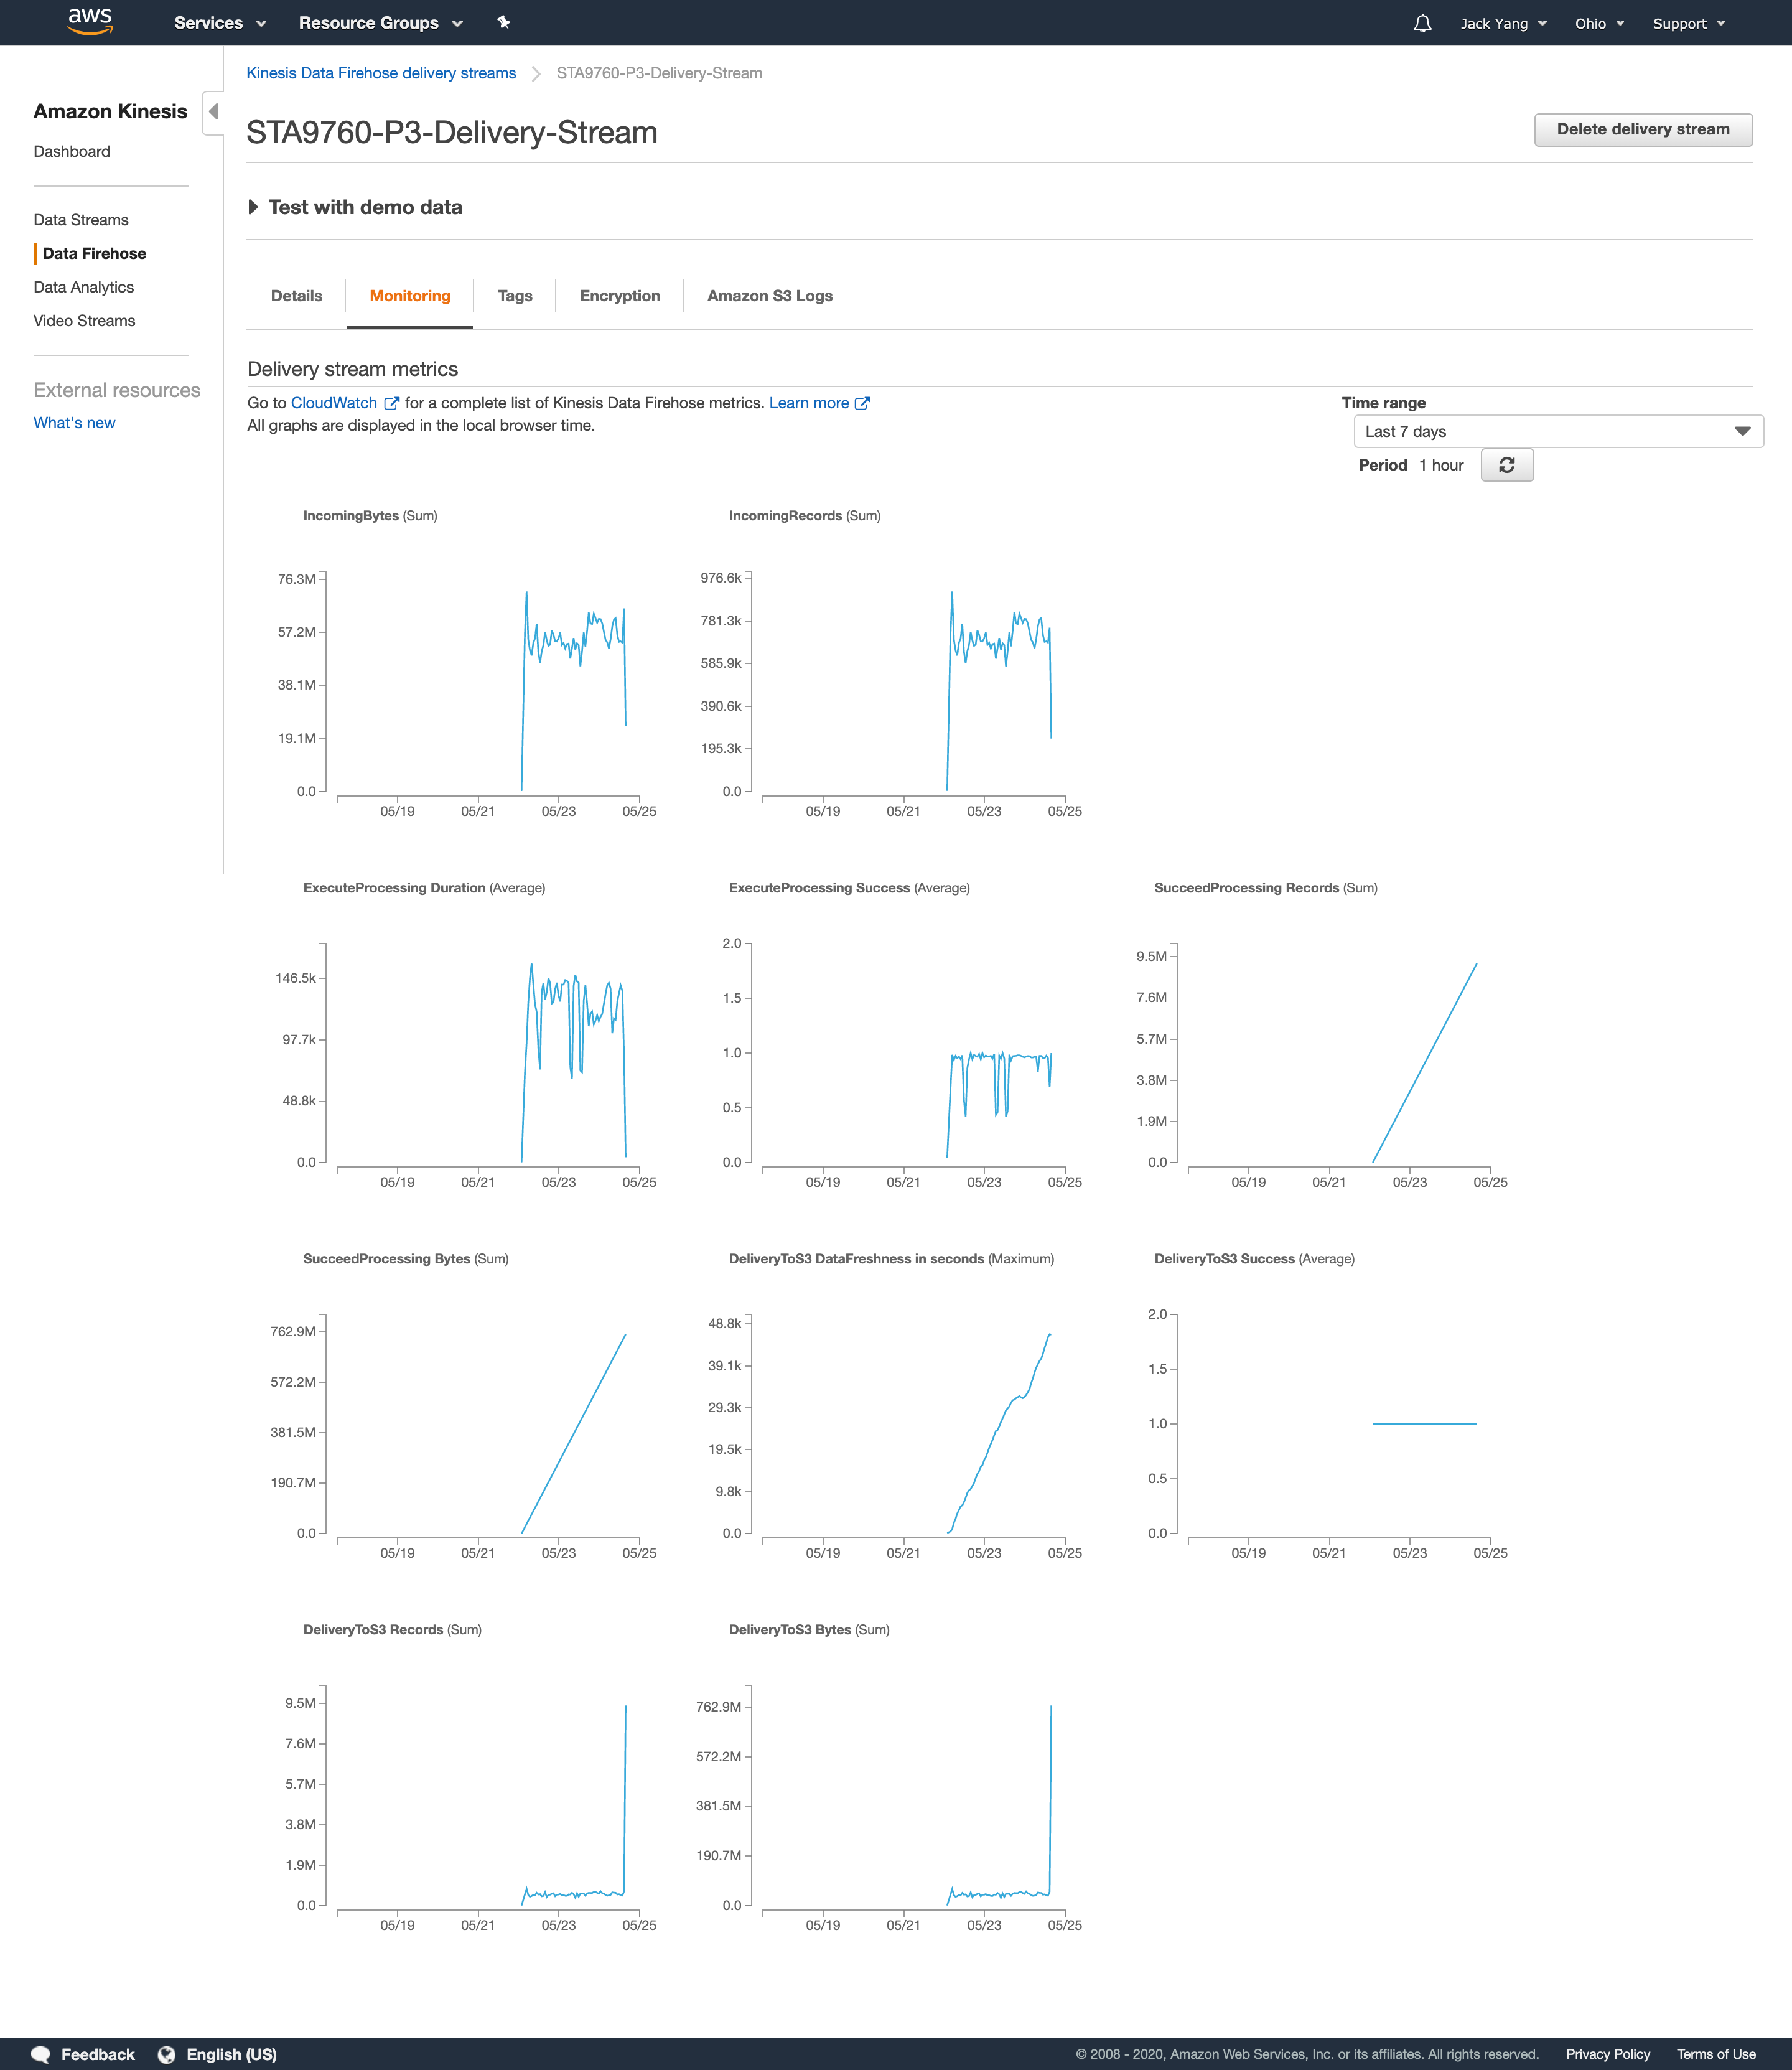 aws Services Resource Groups Jack Yang Ohio Support
Kinesis Data Firehose delivery streams STA9760-P3-Delivery-Stream
Amazon Kinesis
Dashboard
Data Streams
Data Firehose
Data Analytics
Video Streams
External resources
What's new
STA9760-P3-Delivery-Stream Delete delivery stream
Test with demo data
Details Monitoring Tags Encryption Amazon S3 Logs
Delivery stream metrics
Go to CloudWatch for a complete list of Kinesis Data Firehose metrics. Learn more
All graphs are displayed in the local browser time.
Time range
Last 7 days
Period 1 hour
IncomingBytes (Sum)
76.3M
57.2M
38.1M
19.1M
0.0
05/19 05/21 05/23 05/25
IncomingRecords (Sum)
976.6k
781.3k
585.9k
390.6k
195.3k
0.0
05/19 05/21 05/23 05/25
ExecuteProcessing Duration (Average)
146.5k
97.7k
48.8k
0.0
05/19 05/21 05/23 05/25
ExecuteProcessing Success (Average)
2.0
1.5
1.0
0.5
0.0
05/19 05/21 05/23 05/25
SucceedProcessing Records (Sum)
9.5M
7.6M
5.7M
3.8M
1.9M
0.0
05/19 05/21 05/23 05/25
SucceedProcessing Bytes (Sum)
762.9M
572.2M
381.5M
190.7M
0.0
05/19 05/21 05/23 05/25
DeliveryToS3 DataFreshness in seconds (Maximum)
48.8k
39.1k
29.3k
19.5k
9.8k
0.0
05/19 05/21 05/23 05/25
DeliveryToS3 Success (Average)
2.0
1.5
1.0
0.5
0.0
05/19 05/21 05/23 05/25
DeliveryToS3 Records (Sum)
9.5M
7.6M
5.7M
3.8M
1.9M
0.0
05/19 05/21 05/23 05/25
DeliveryToS3 Bytes (Sum)
762.9M
572.2M
381.5M
190.7M
0.0
05/19 05/21 05/23 05/25
Feedback English (US) © 2008 - 2020, Amazon Web Services, Inc. or its affiliates. All rights reserved. Privacy Policy Terms of Use